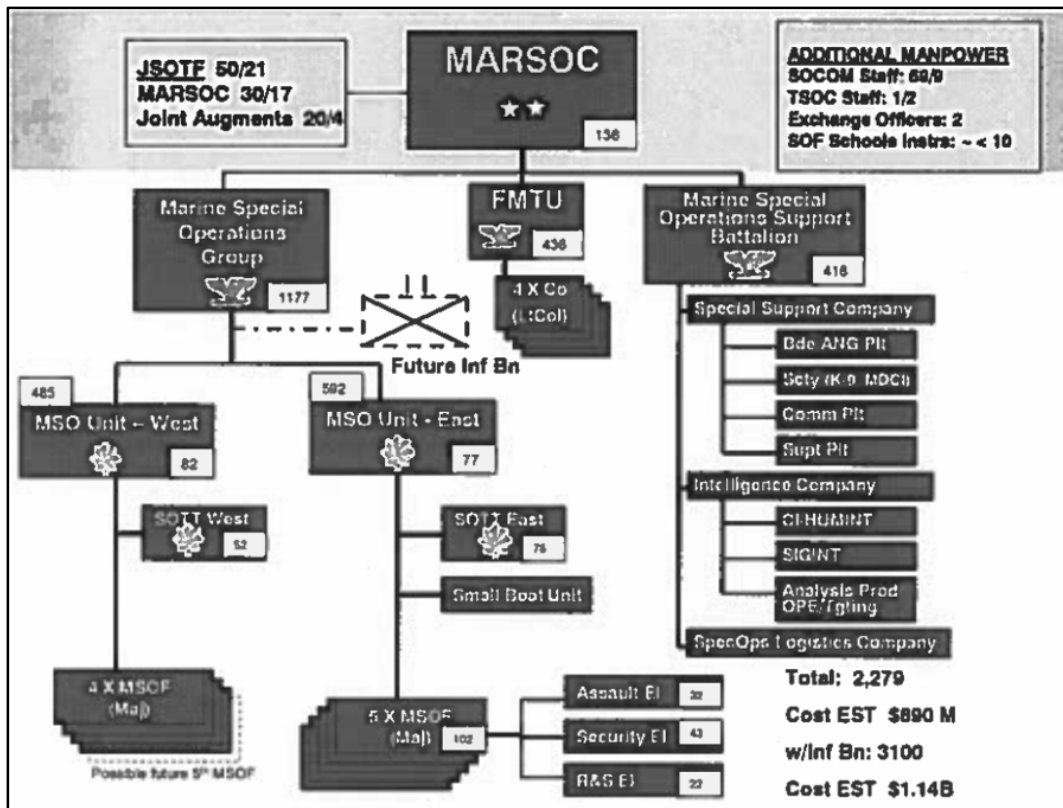 JSOTF 50/21
MARSOC 30/17
Joint Augments 20/4
MARSOC
136
ADDITIONAL MANPOWER
SOCOM Staff: 69/9
TSOC Staff: 1/2
Exchange Officers: 2
SOF Schools Instrs: ~ < 10
Marine Special
Operations
Group
1177
FMTU
436
4 X Co
(LtCol)
Marine Special
Operations Support
Battalion
416
Future Inf Bn
Special Support Company
Bde ANG Plt
Scty (K-9, MDCI)
Comm Plt
Supt Plt
Intelligence Company
CI-HUMINT
SIGINT
Analysis Prod
OPE/Tgting
SpecOps Logistics Company
485
MSO Unit – West
82
592
MSO Unit - East
77
SOTT West
52
SOTT East
75
Small Boat Unit
4 X MSOF
(Maj)
Possible future 5th MSOF
5 X MSOF
(Maj)
102
Assault El
Security El
43
R&S El
22
Total: 2,279
Cost EST $890 M
w/Inf Bn: 3100
Cost EST $1.14B